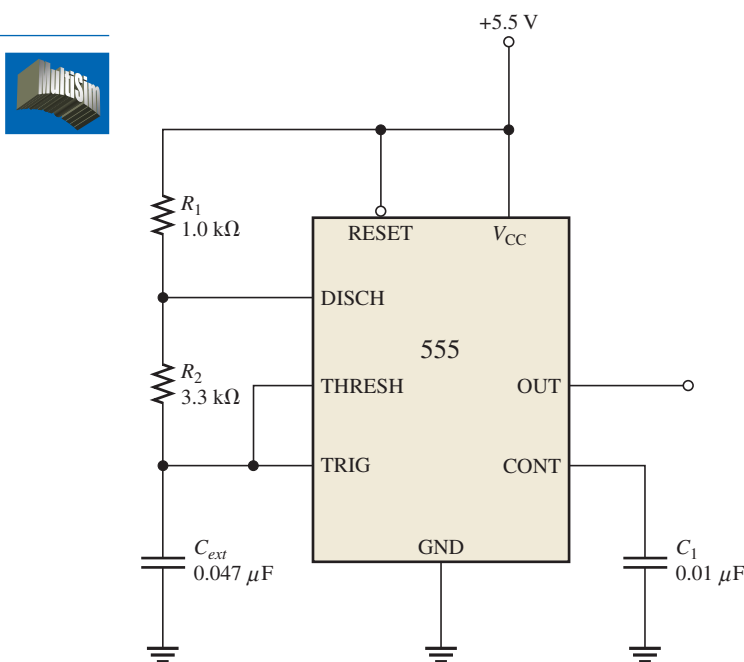 +5.5 V
MultiSim
R1
1.0 kΩ
RESET
VCC
DISCH
555
R2
3.3 kΩ
THRESH
OUT
TRIG
CONT
Cext
0.047 μF
GND
C1
0.01 μF